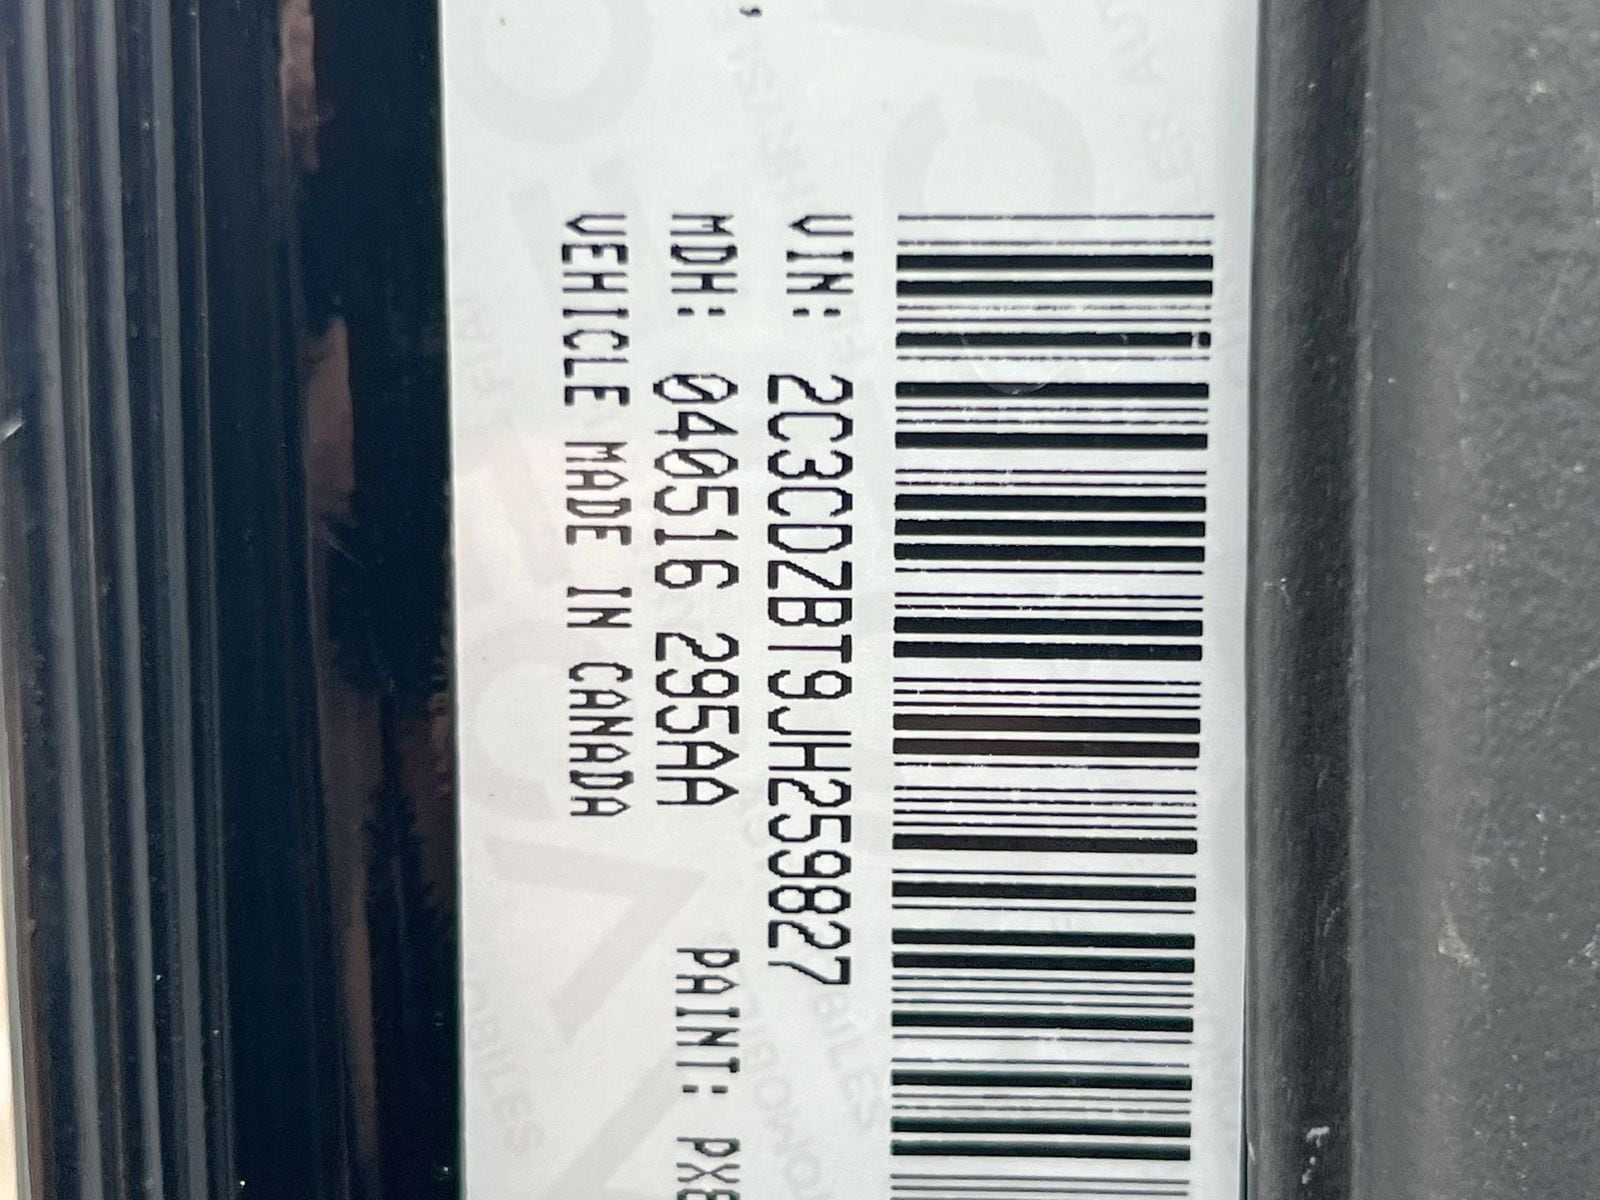 VIN: 2C3CDZBT9JH259827
MDH: 040516 295AA PAINT: PX8
VEHICLE MADE IN CANADA